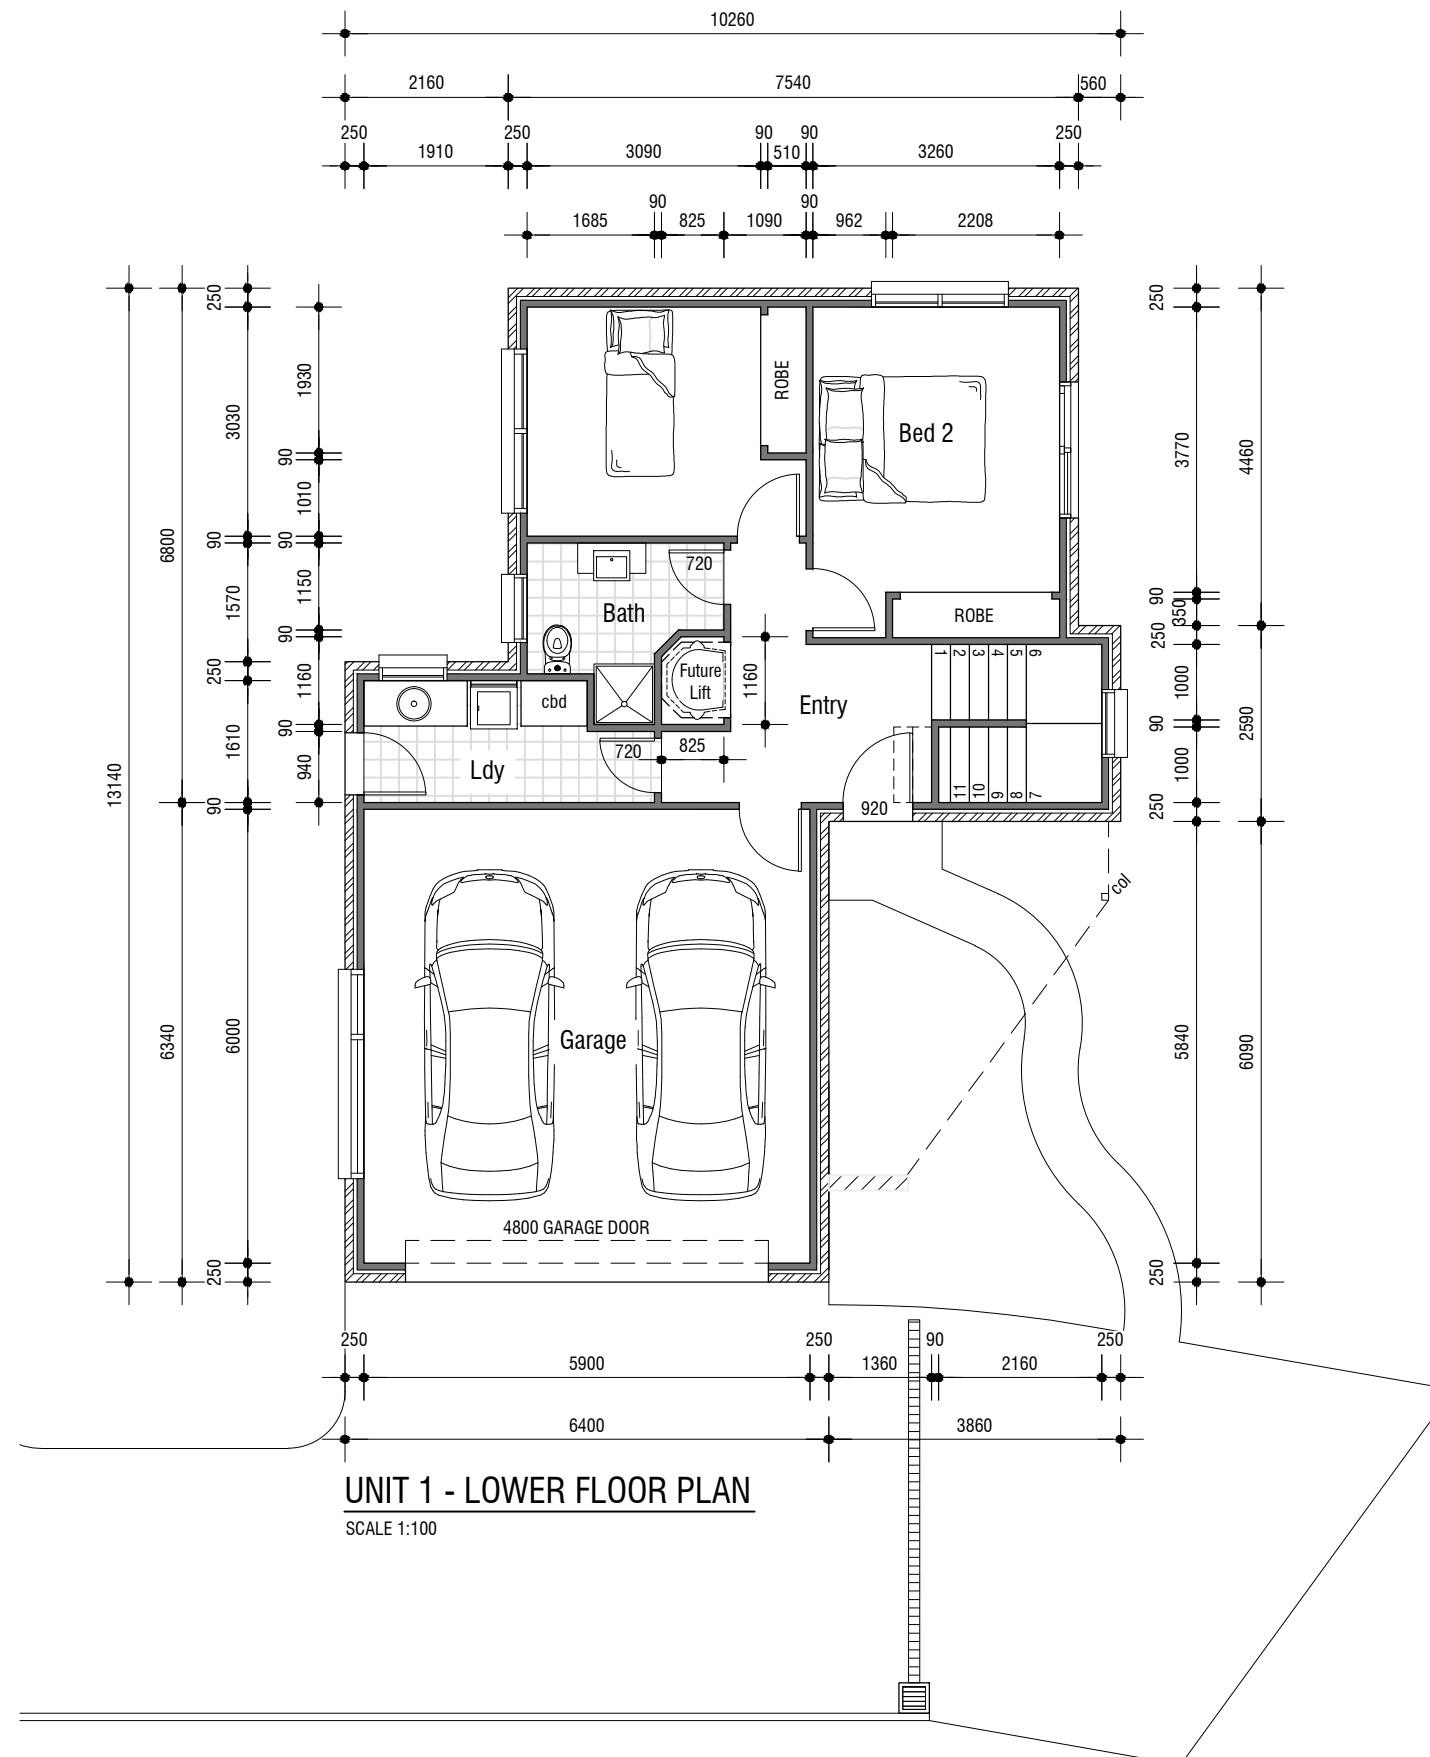 10260
2160 7540 560
250 250 90 90 250
1910 3090 510 3260
90 90
1685 825 1090 962 2208
250
1930
3030
90
1010
6800
90 90
1150
1570
90
250
1160
90
1610
940
13140
90
6340
6000
250
250
3770
4460
90
350
250
1000
90
2590
1000
250
5840
6090
250
ROBE
Bed 2
720
Bath
ROBE
Future
Lift
1160
1 2 3 4 5 6
cbd
Entry
720 825
Ldy
11 10 9 8 7
920
col
Garage
4800 GARAGE DOOR
250 250 90 250
5900 1360 2160
6400 3860
UNIT 1 - LOWER FLOOR PLAN
SCALE 1:100